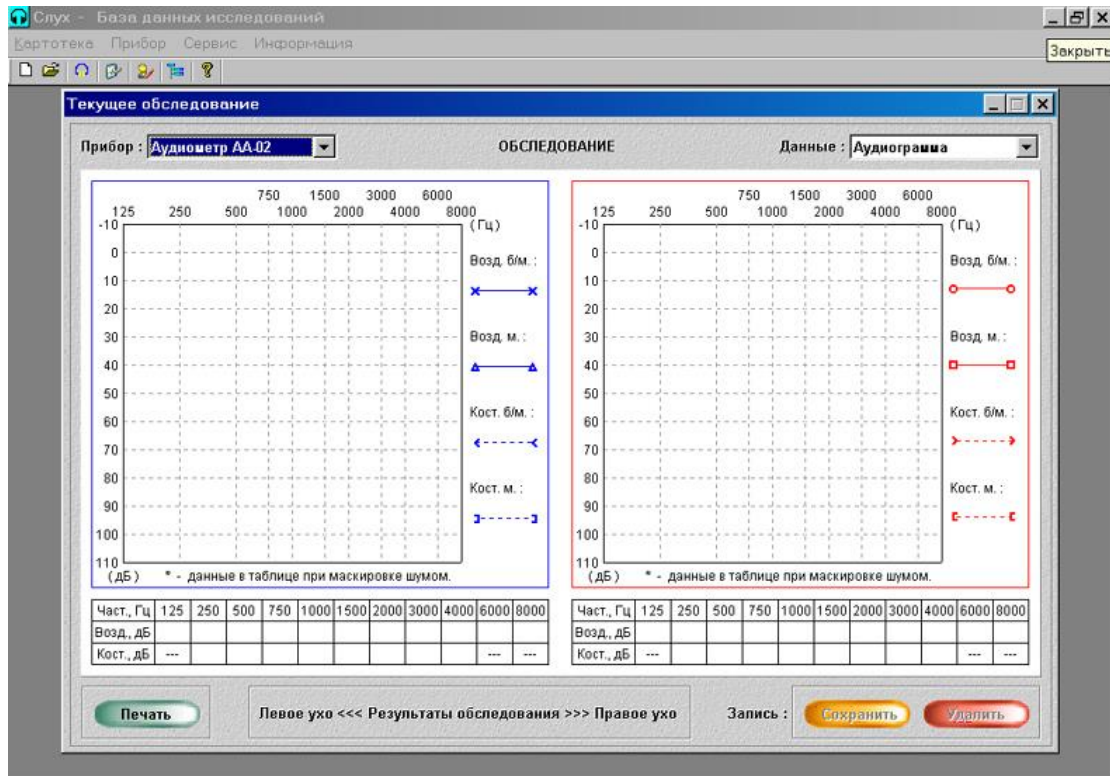 Слух - База данных исследований
Картотека Прибор Сервис Информация
Закрыть
Текущее обследование
Прибор : Аудиометр АА-02 ОБСЛЕДОВАНИЕ Данные : Аудиограмма
750 1500 3000 6000
125 250 500 1000 2000 4000 8000
-10 (Гц)
0
Возд. б/м. :
10
20
30
Возд. м. :
40
50
Кост. б/м. :
60
70
80
Кост. м. :
90
100
110
(дБ) * - данные в таблице при маскировке шумом.
Част., Гц 125 250 500 750 1000 1500 2000 3000 4000 6000 8000
Возд., дБ
Кост., дБ --- --- ---
750 1500 3000 6000
125 250 500 1000 2000 4000 8000
-10 (Гц)
0
Возд. б/м. :
10
20
30
Возд. м. :
40
50
Кост. б/м. :
60
70
80
Кост. м. :
90
100
110
(дБ) * - данные в таблице при маскировке шумом.
Част., Гц 125 250 500 750 1000 1500 2000 3000 4000 6000 8000
Возд., дБ
Кост., дБ --- --- ---
Печать Левое ухо <<< Результаты обследования >>> Правое ухо Запись : Сохранить Удалить